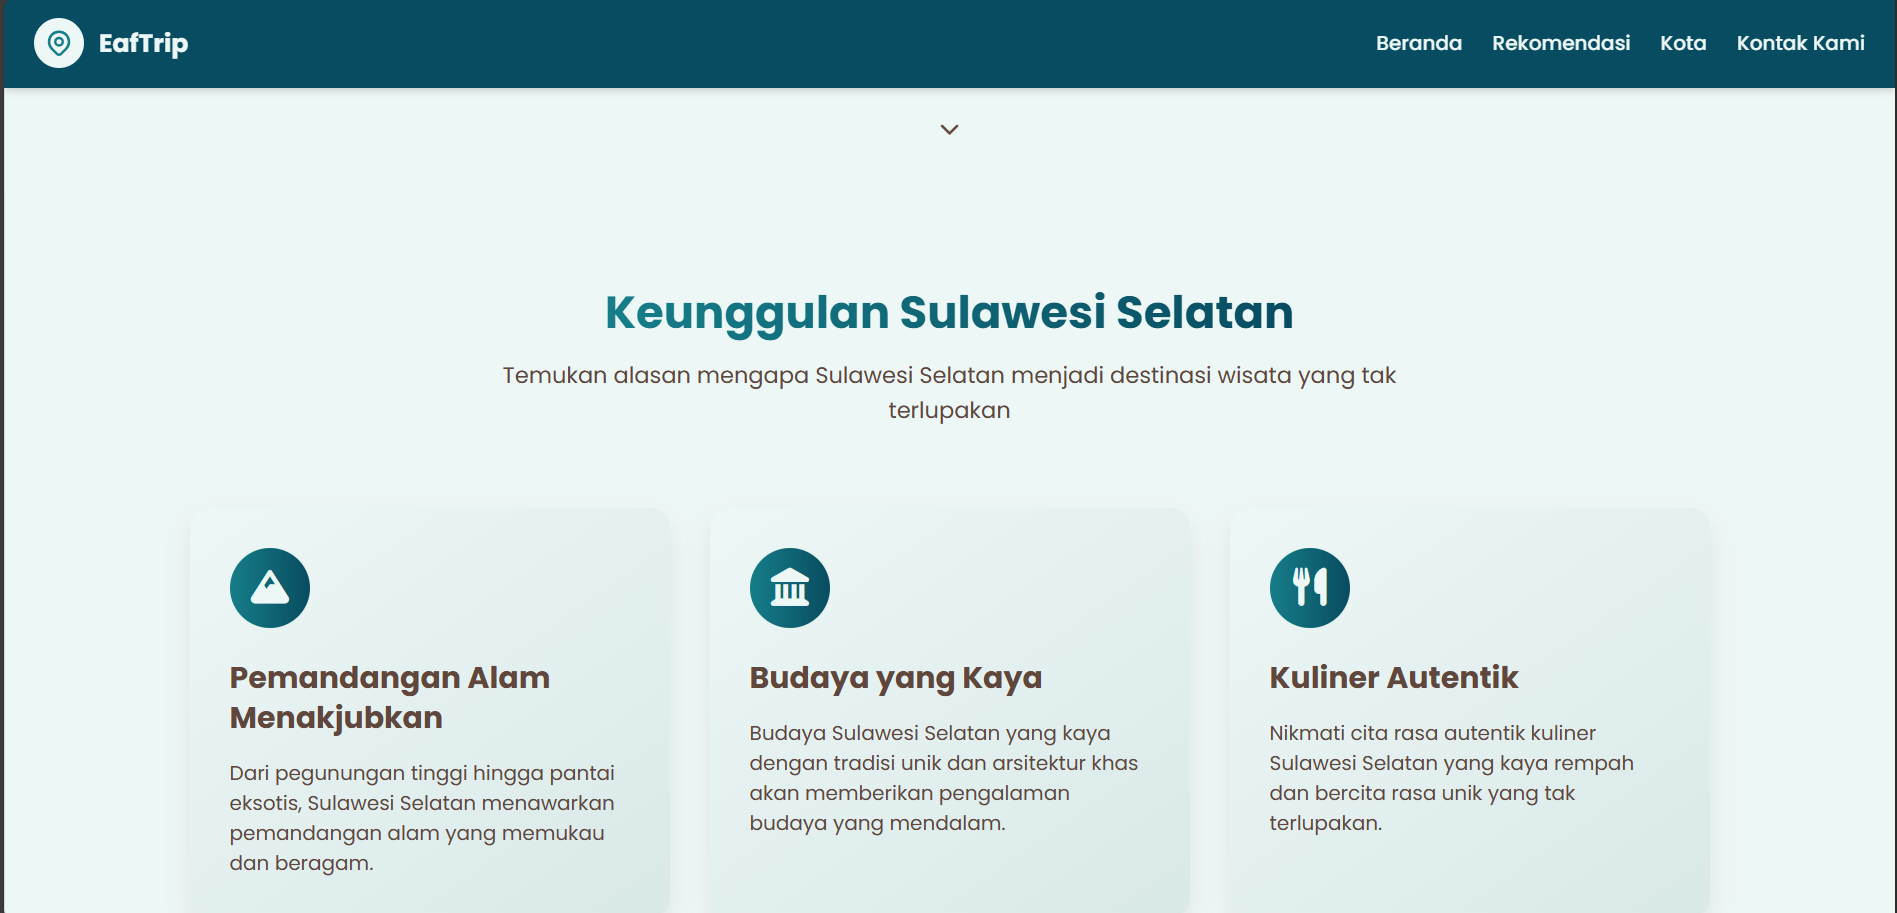 EafTrip
Beranda
Rekomendasi
Kota
Kontak Kami
Keunggulan Sulawesi Selatan
Temukan alasan mengapa Sulawesi Selatan menjadi destinasi wisata yang tak
terlupakan
Pemandangan Alam
Menakjubkan
Dari pegunungan tinggi hingga pantai
eksotis, Sulawesi Selatan menawarkan
pemandangan alam yang memukau
dan beragam.
Budaya yang Kaya
Budaya Sulawesi Selatan yang kaya
dengan tradisi unik dan arsitektur khas
akan memberikan pengalaman
budaya yang mendalam.
Kuliner Autentik
Nikmati cita rasa autentik kuliner
Sulawesi Selatan yang kaya rempah
dan bercita rasa unik yang tak
terlupakan.